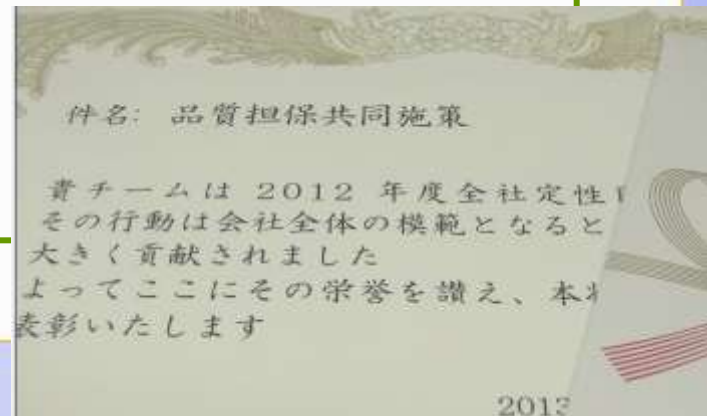 件名: 品質担保共同施策
貴チームは 2012 年度全社定性
その行動は会社全体の模範となると
大きく貢献されました
よってここにその栄誉を讃え、本
表彰いたします
2013